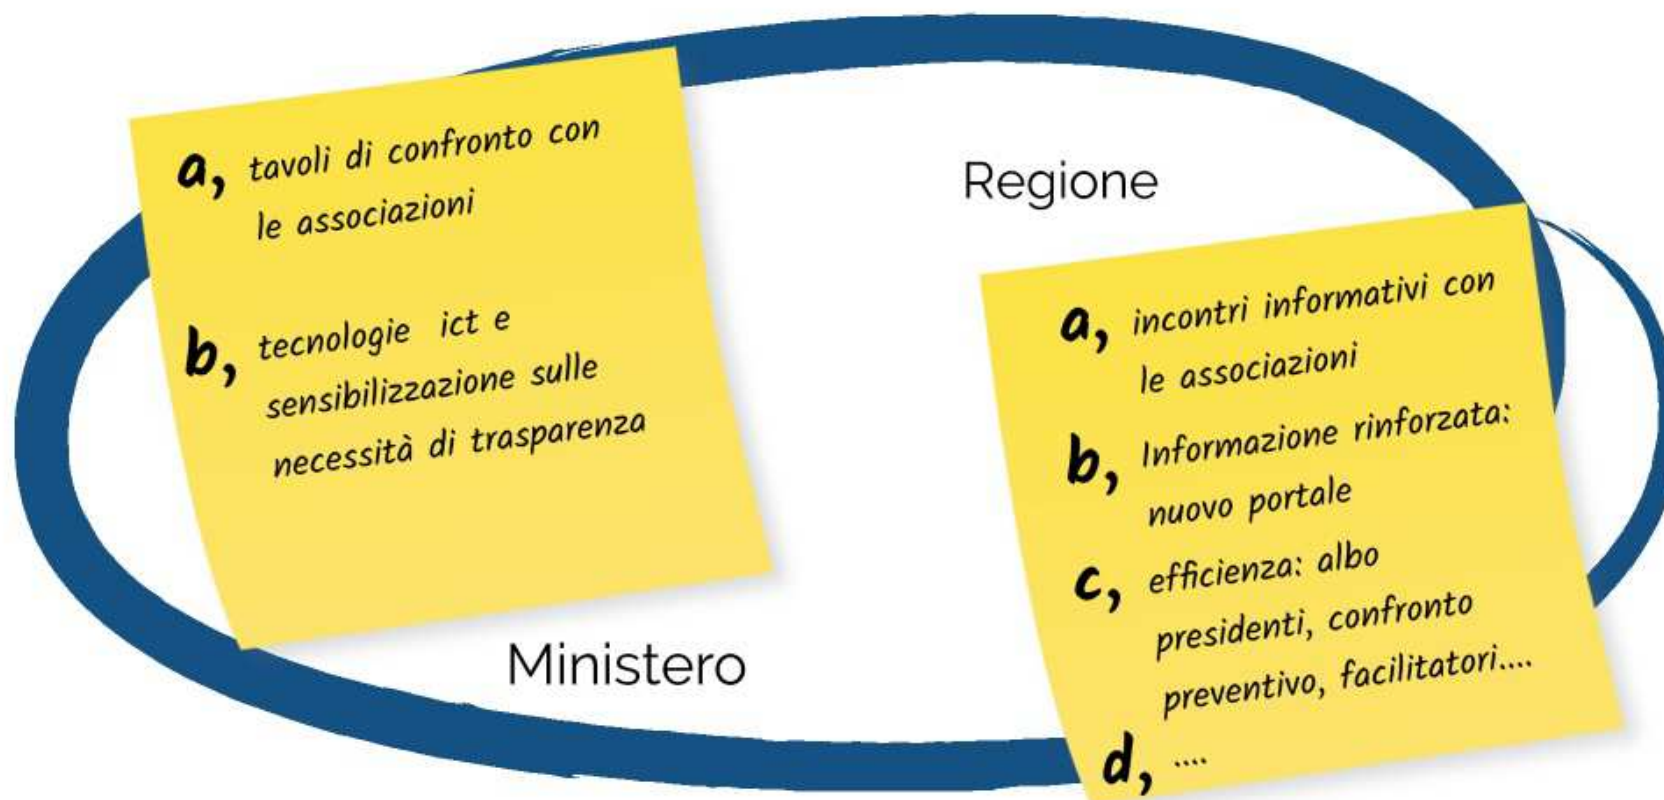 a, tavoli di confronto con
le associazioni
b, tecnologie ict e
sensibilizzazione sulle
necessità di trasparenza
Ministero
Regione
a, incontri informativi con
le associazioni
b, Informazione rinforzata:
nuovo portale
c, efficienza: albo
presidenti, confronto
preventivo, facilitatori....
d, ....